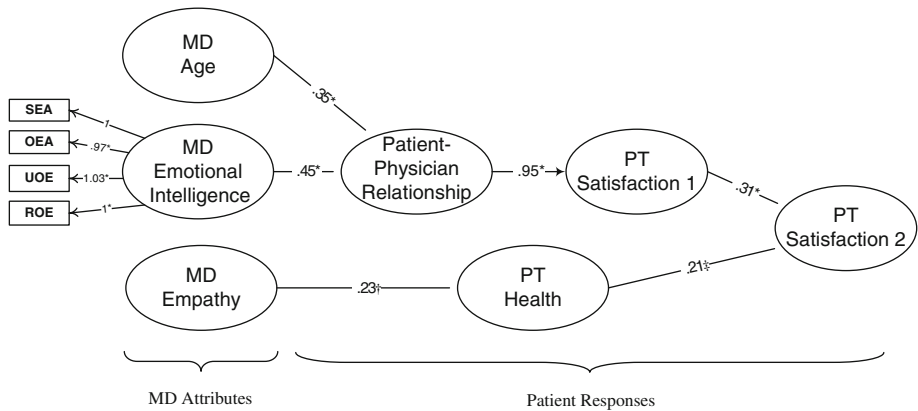 MD
Age
.35*
SEA
OEA
UOE
ROE
1
.97*
1.03*
1*
MD
Emotional
Intelligence
.45*
Patient-
Physician
Relationship
.95*
PT
Satisfaction 1
.31*
PT
Satisfaction 2
MD
Empathy
.23†
PT
Health
.21‡
MD Attributes
Patient Responses